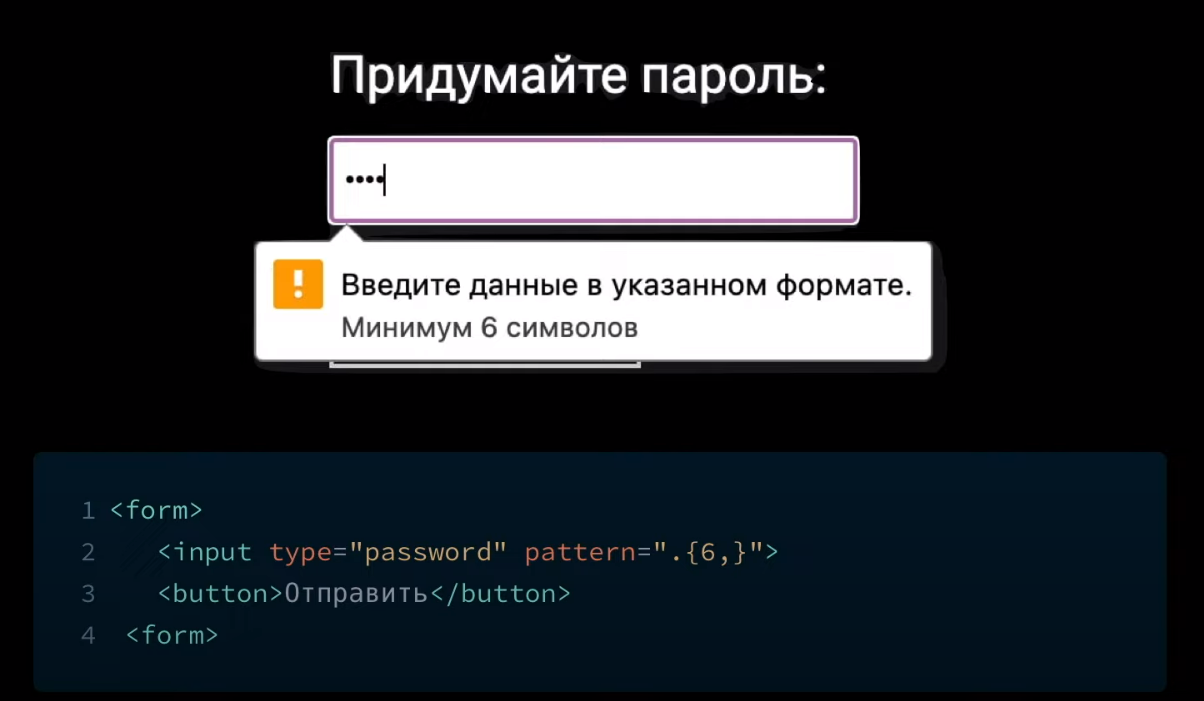 Придумайте пароль:
••••
!
Введите данные в указанном формате.
Минимум 6 символов
1 <form>
2 <input type="password" pattern=".{6,}">
3 <button>Отправить</button>
4 <form>